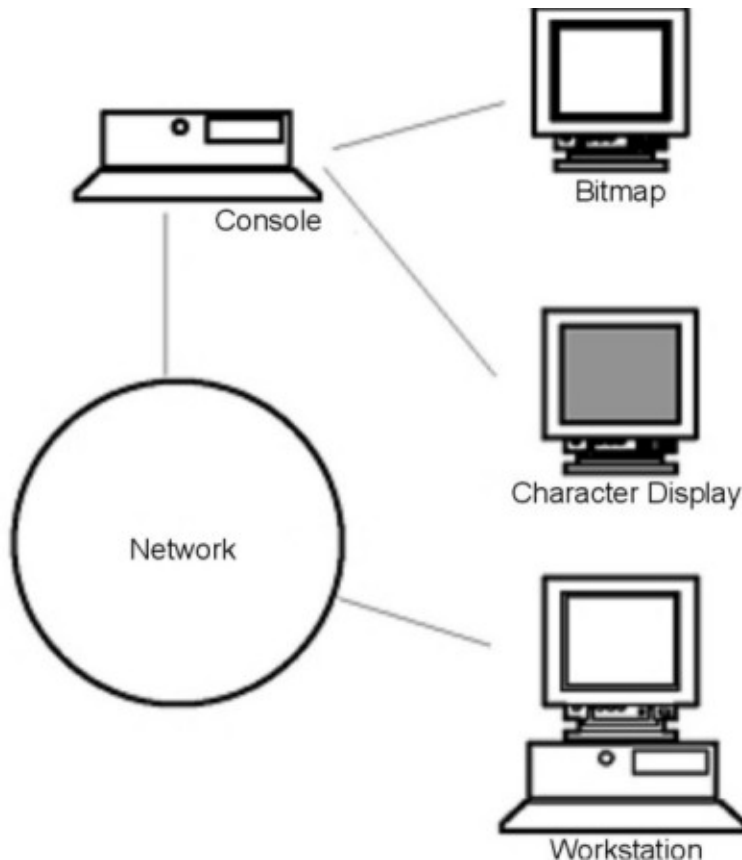 Bitmap
Console
Character Display
Network
Workstation